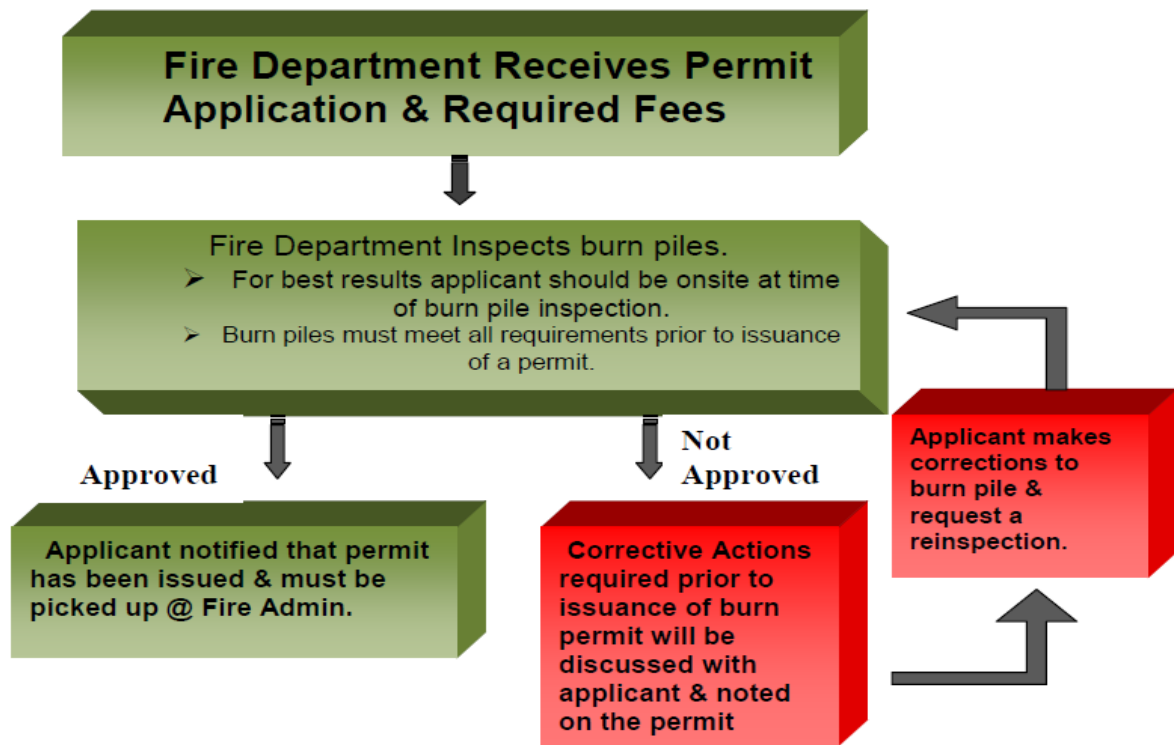 Fire Department Receives Permit
Application & Required Fees
Fire Department Inspects burn piles.
➢ For best results applicant should be onsite at time
of burn pile inspection.
➢ Burn piles must meet all requirements prior to issuance
of a permit.
Approved
Not
Approved
Applicant notified that permit
has been issued & must be
picked up @ Fire Admin.
Corrective Actions
required prior to
issuance of burn
permit will be
discussed with
applicant & noted
on the permit
Applicant makes
corrections to
burn pile &
request a
reinspection.